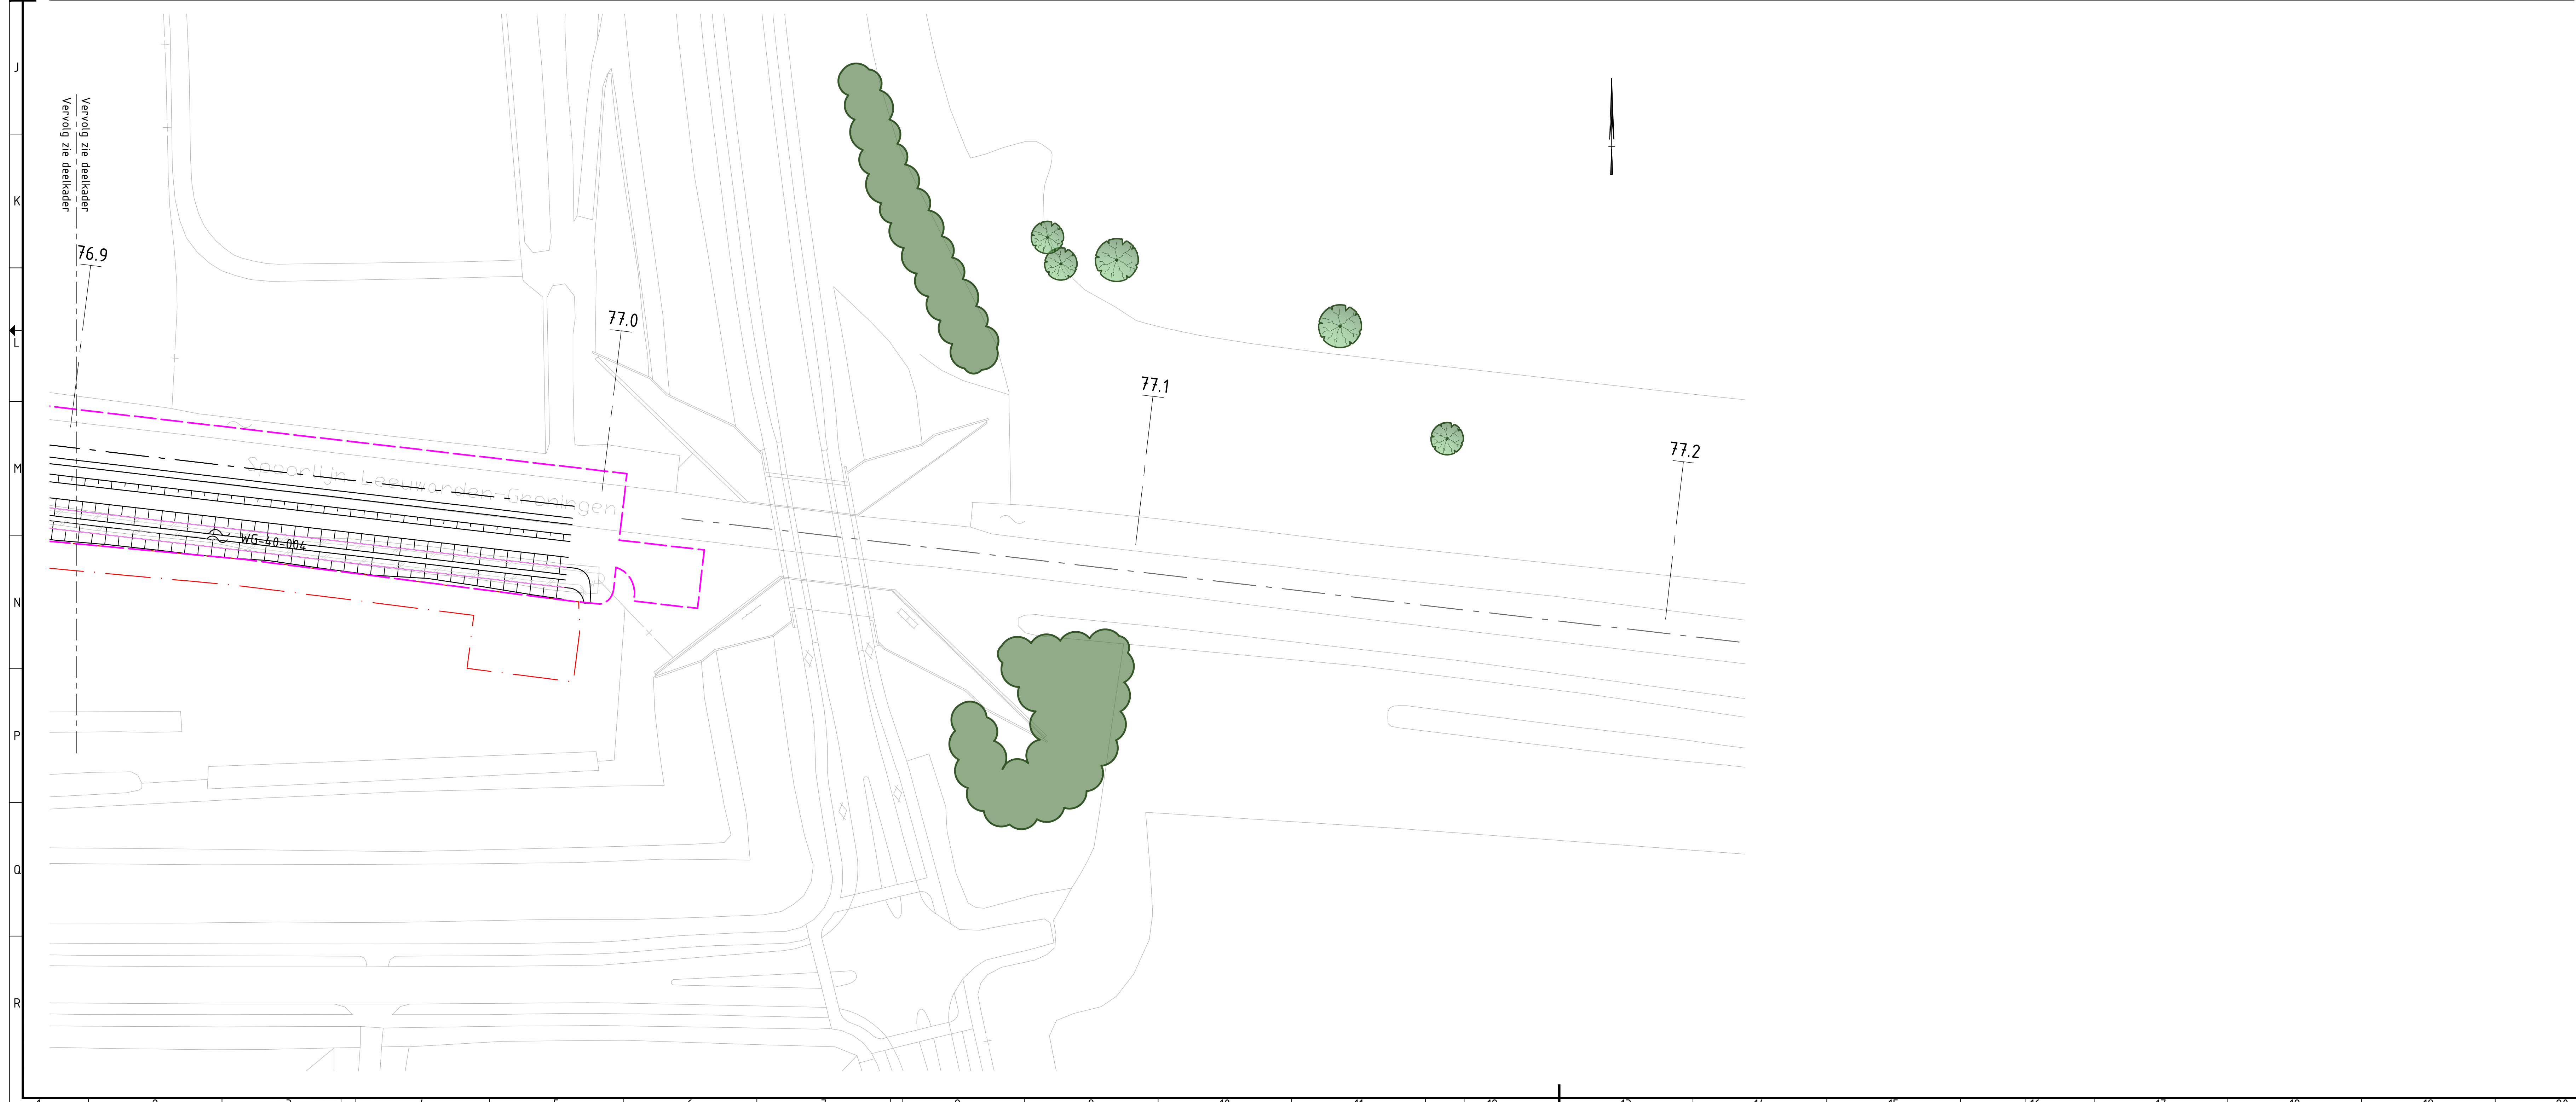 J
K
L
M
N
P
Q
R
Vervolg zie deelkader
Vervolg zie deelkader
76.9
77.0
77.1
77.2
Spoorlijn Leeuwarden-Groningen
WG-40-004